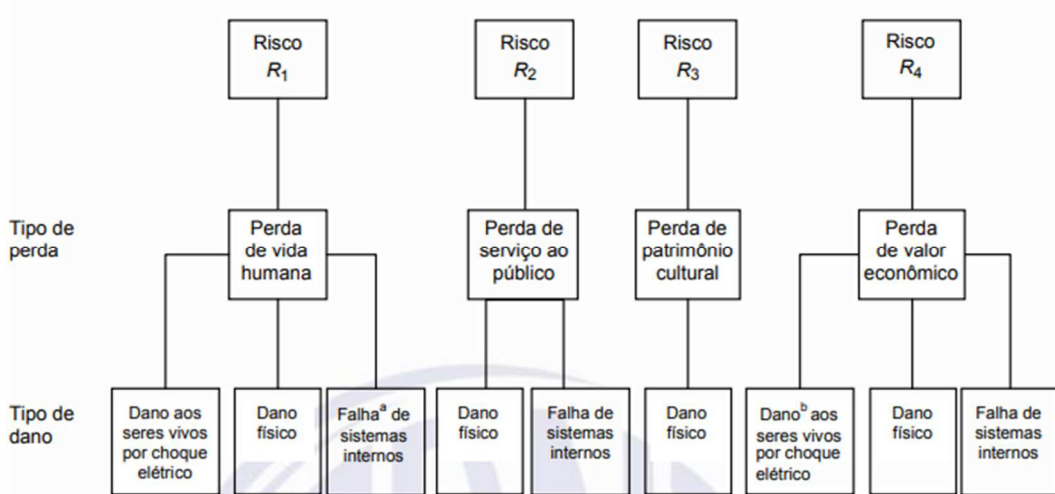 Risco
R1
Risco
R2
Risco
R3
Risco
R4
Tipo de
perda
Perda
de vida
humana
Perda de
serviço ao
público
Perda de
patrimônio
cultural
Perda
de valor
econômico
Tipo de
dano
Dano aos
seres vivos
por choque
elétrico
Dano
físico
Falhaᵃ de
sistemas
internos
Dano
físico
Falha de
sistemas
internos
Dano
físico
Danoᵇ aos
seres vivos
por choque
elétrico
Dano
físico
Falha de
sistemas
internos